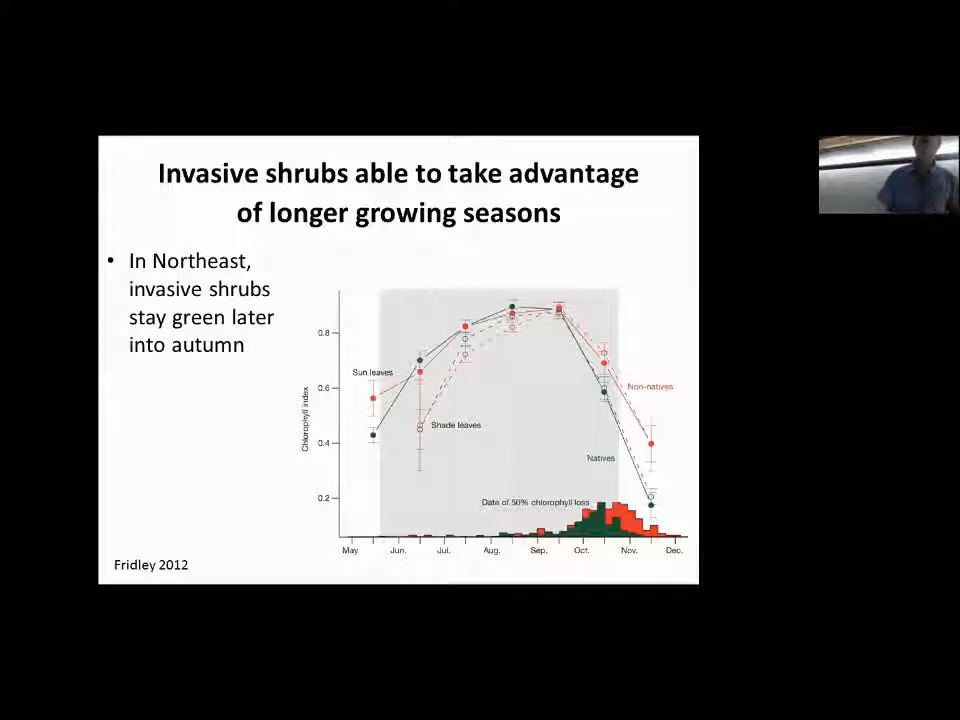 Invasive shrubs able to take advantage
of longer growing seasons
• In Northeast,
invasive shrubs
stay green later
into autumn
Chlorophyll index
0.8
0.6
0.4
0.2
Sun leaves
Shade leaves
Non-natives
Natives
Date of 50% chlorophyll loss
May Jun. Jul. Aug. Sep. Oct. Nov. Dec.
Fridley 2012